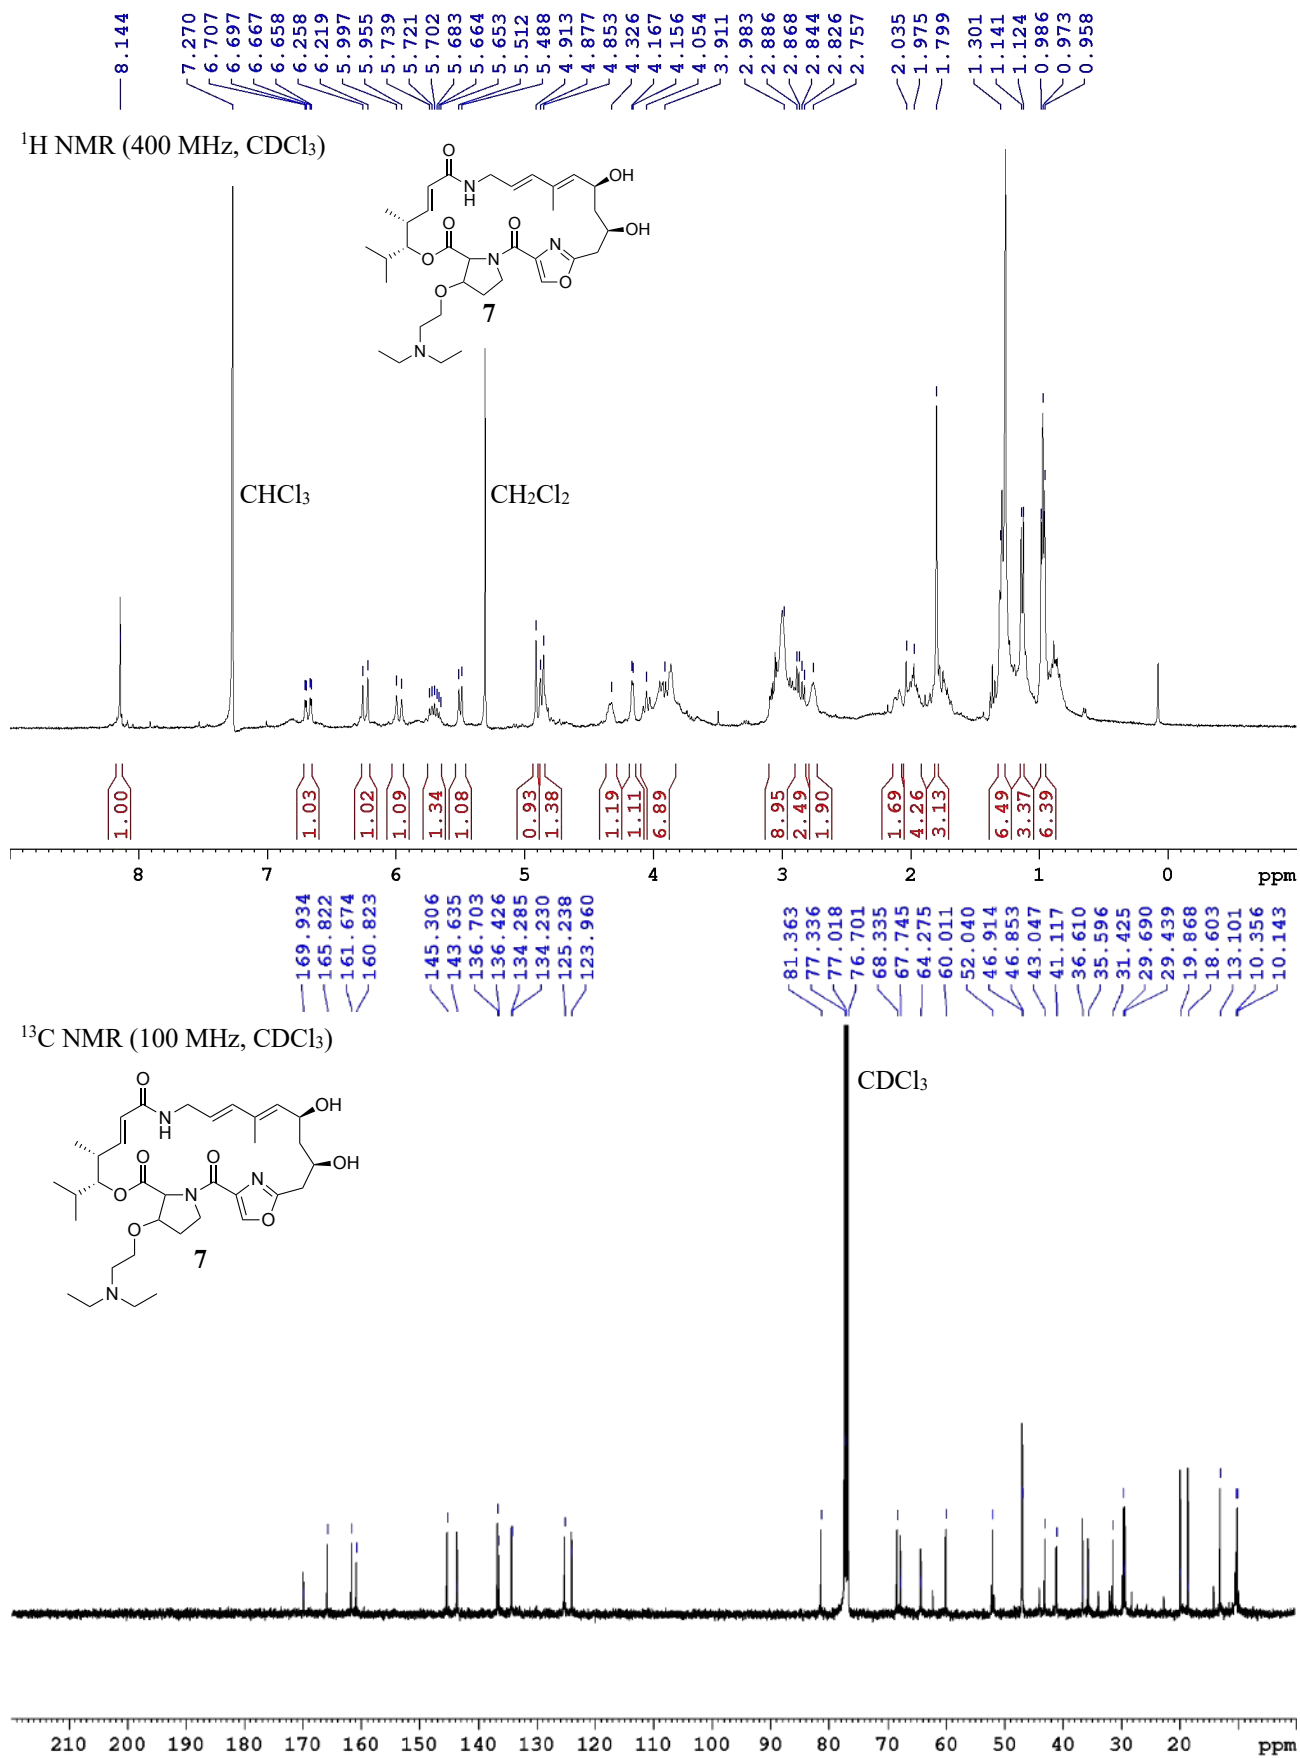 8.144 7.270 6.707 6.697 6.667 6.658 6.258 6.219 5.997 5.955 5.739 5.721 5.702 5.683 5.664 5.653 5.512 5.488 4.913 4.877 4.853 4.326 4.167 4.156 4.054 3.911 2.983 2.886 2.868 2.844 2.826 2.757 2.035 1.975 1.799 1.301 1.141 1.124 0.986 0.973 0.958
¹H NMR (400 MHz, CDCl₃)
O
N
H
OH
O
O
N
OH
O
N
O
O
7
N
CHCl₃
CH₂Cl₂
1.00 1.03 1.02 1.09 1.34 1.08 0.93 1.38 1.19 1.11 6.89 8.95 2.49 1.90 1.69 4.26 3.13 6.49 3.37 6.39
8 7 6 5 4 3 2 1 0 ppm
169.934 165.822 161.674 160.823 145.306 143.635 136.703 136.426 134.285 134.230 125.238 123.960 81.363 77.336 77.018 76.701 68.335 67.745 64.275 60.011 52.040 46.914 46.853 43.047 41.117 36.610 35.596 31.425 29.690 29.439 19.868 18.603 13.101 10.356 10.143
¹³C NMR (100 MHz, CDCl₃)
CDCl₃
O
N
H
OH
O
O
N
OH
O
N
O
O
7
N
210 200 190 180 170 160 150 140 130 120 110 100 90 80 70 60 50 40 30 20 ppm